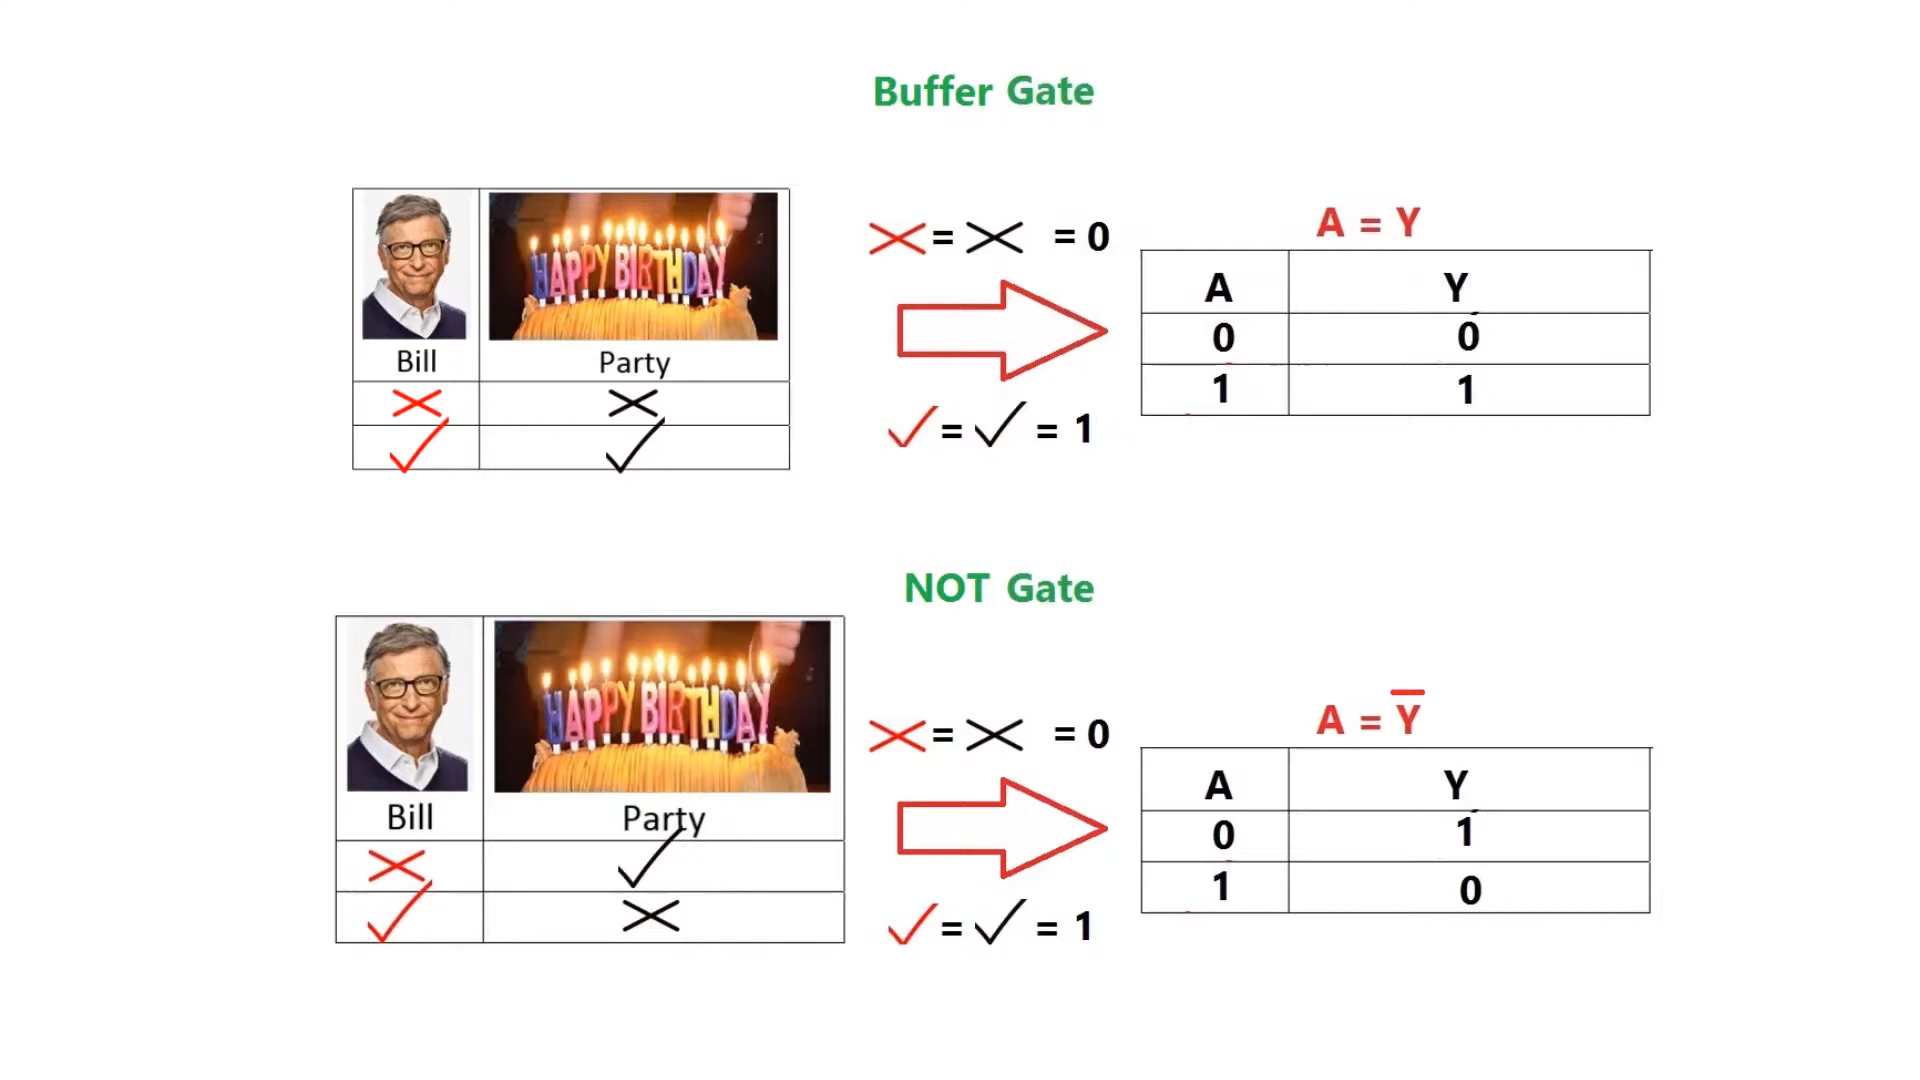 Buffer Gate
HAPPY BIRTHDAY
Bill Party
= = 0
= = 1
A = Y
A Y
0 0
1 1
NOT Gate
HAPPY BIRTHDAY
Bill Party
= = 0
= = 1
A = Y̅
A Y
0 1
1 0